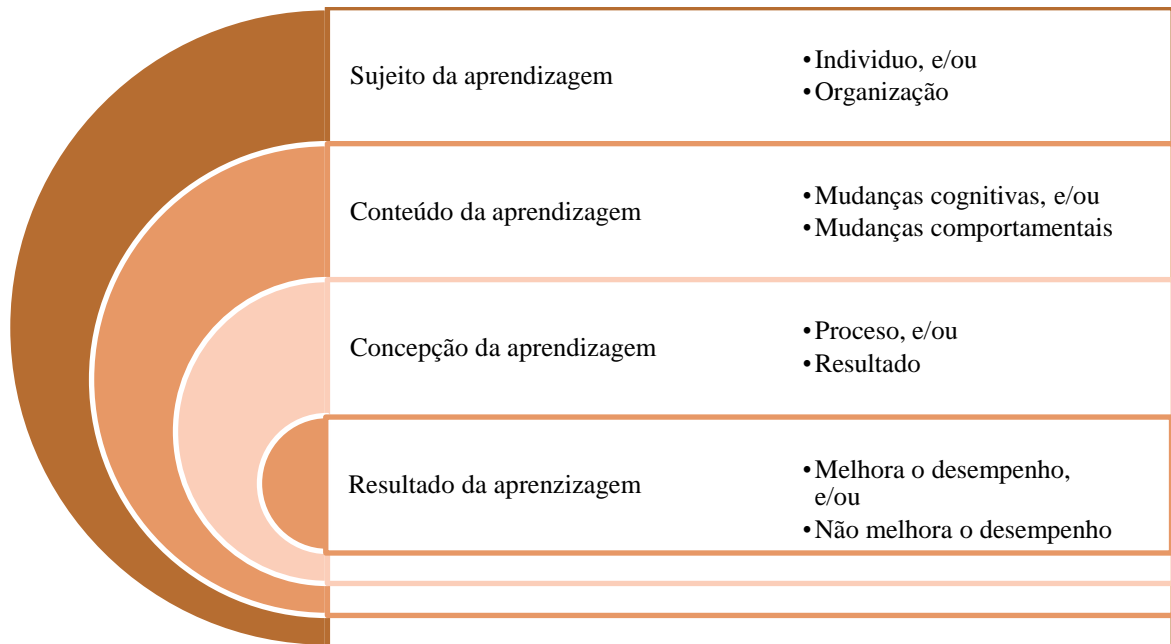 Sujeito da aprendizagem
•Individuo, e/ou
•Organização
Conteúdo da aprendizagem
•Mudanças cognitivas, e/ou
•Mudanças comportamentais
Concepção da aprendizagem
•Proceso, e/ou
•Resultado
Resultado da aprenzizagem
•Melhora o desempenho,
e/ou
•Não melhora o desempenho